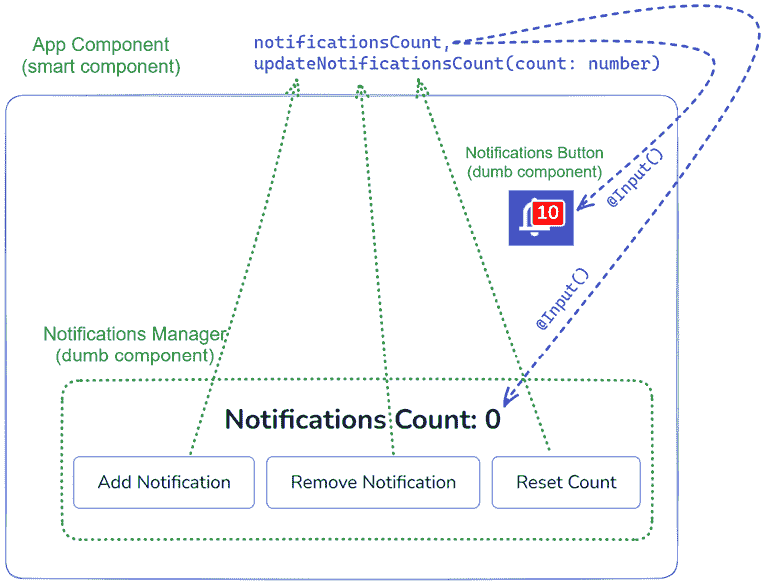 App Component
(smart component)
notificationsCount,
updateNotificationsCount(count: number)
Notifications Button
(dumb component)
@Input()
10
@Input()
Notifications Manager
(dumb component)
Notifications Count: 0
Add Notification
Remove Notification
Reset Count